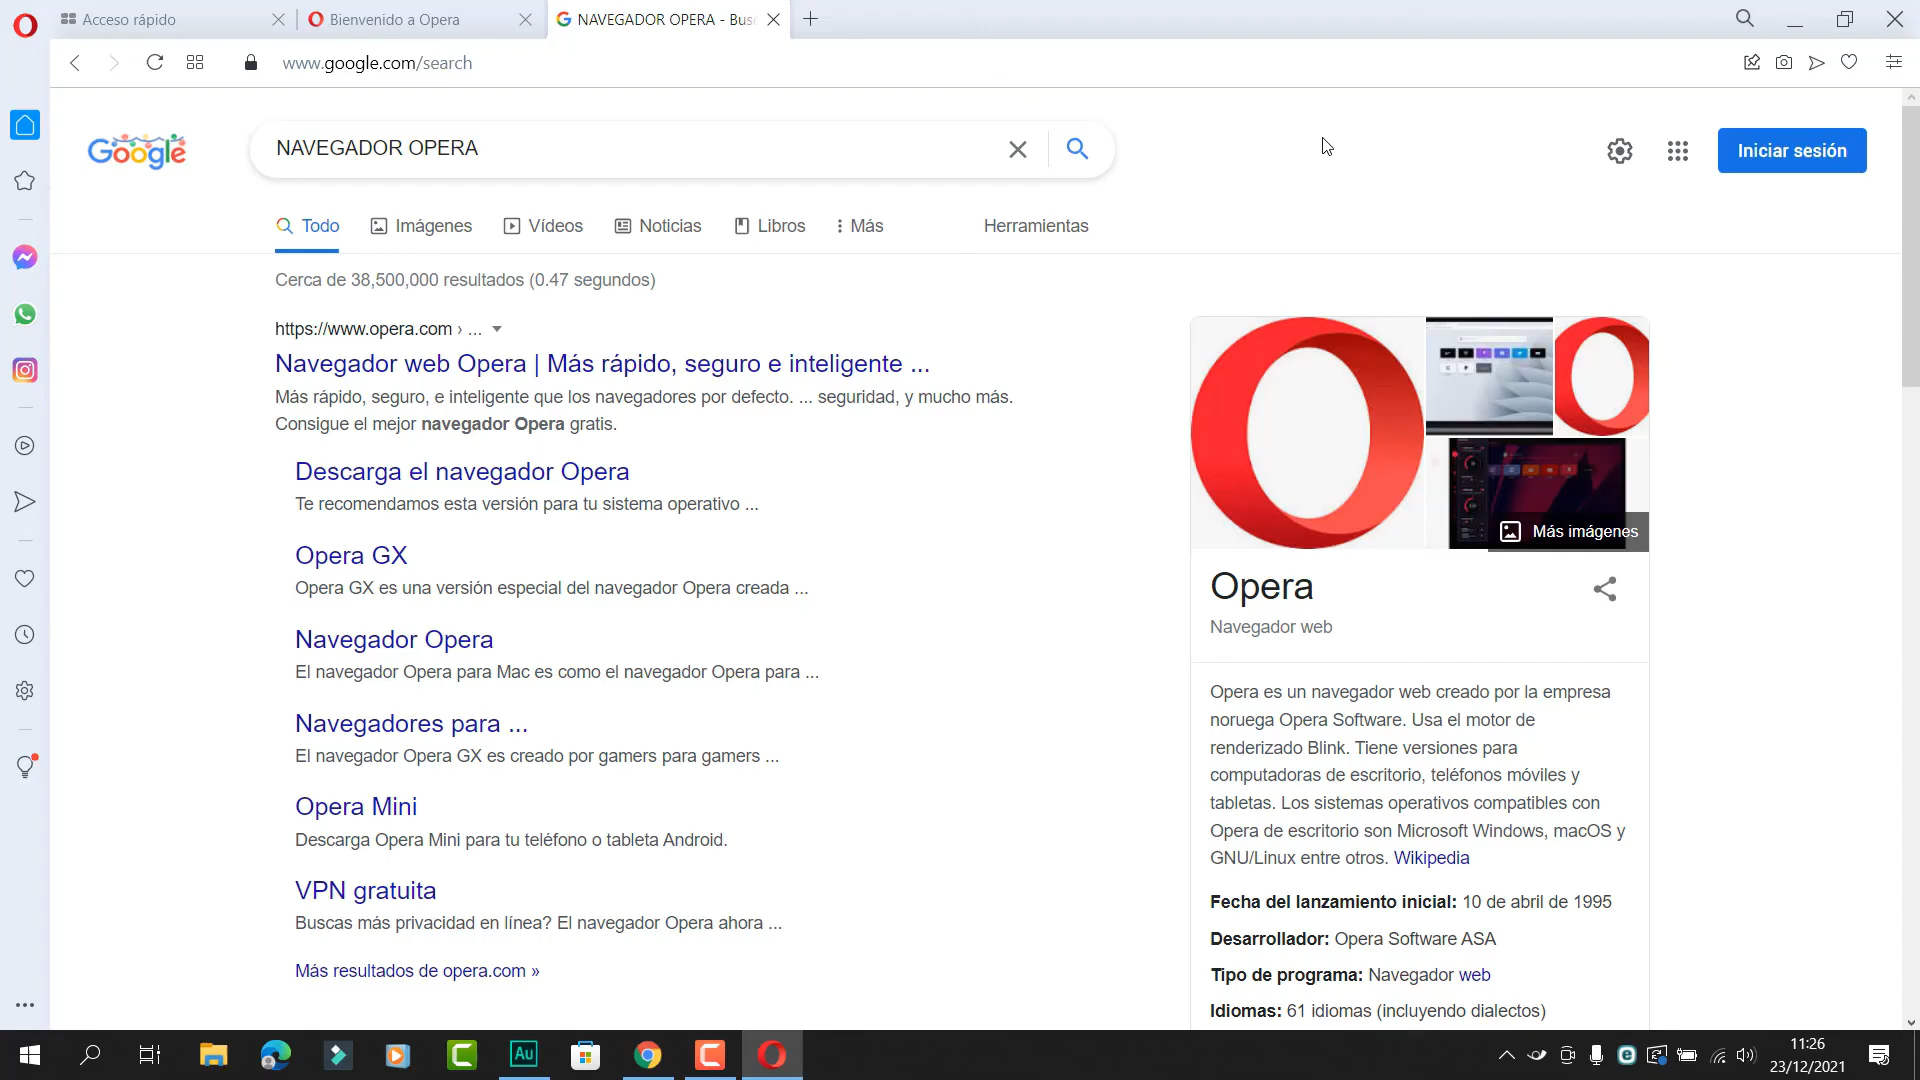 Acceso rápido
Bienvenido a Opera
NAVEGADOR OPERA - Bus
www.google.com/search
Google
NAVEGADOR OPERA
Iniciar sesión
Todo
Imágenes
Vídeos
Noticias
Libros
Más
Herramientas
Cerca de 38,500,000 resultados (0.47 segundos)
https://www.opera.com › ...
Navegador web Opera | Más rápido, seguro e inteligente ...
Más rápido, seguro, e inteligente que los navegadores por defecto. ... seguridad, y mucho más.
Consigue el mejor navegador Opera gratis.
Descarga el navegador Opera
Te recomendamos esta versión para tu sistema operativo ...
Opera GX
Opera GX es una versión especial del navegador Opera creada ...
Navegador Opera
El navegador Opera para Mac es como el navegador Opera para ...
Navegadores para ...
El navegador Opera GX es creado por gamers para gamers ...
Opera Mini
Descarga Opera Mini para tu teléfono o tableta Android.
VPN gratuita
Buscas más privacidad en línea? El navegador Opera ahora ...
Más resultados de opera.com »
Más imágenes
Opera
Navegador web
Opera es un navegador web creado por la empresa
noruega Opera Software. Usa el motor de
renderizado Blink. Tiene versiones para
computadoras de escritorio, teléfonos móviles y
tabletas. Los sistemas operativos compatibles con
Opera de escritorio son Microsoft Windows, macOS y
GNU/Linux entre otros. Wikipedia
Fecha del lanzamiento inicial: 10 de abril de 1995
Desarrollador: Opera Software ASA
Tipo de programa: Navegador web
Idiomas: 61 idiomas (incluyendo dialectos)
Au
11:26
23/12/2021